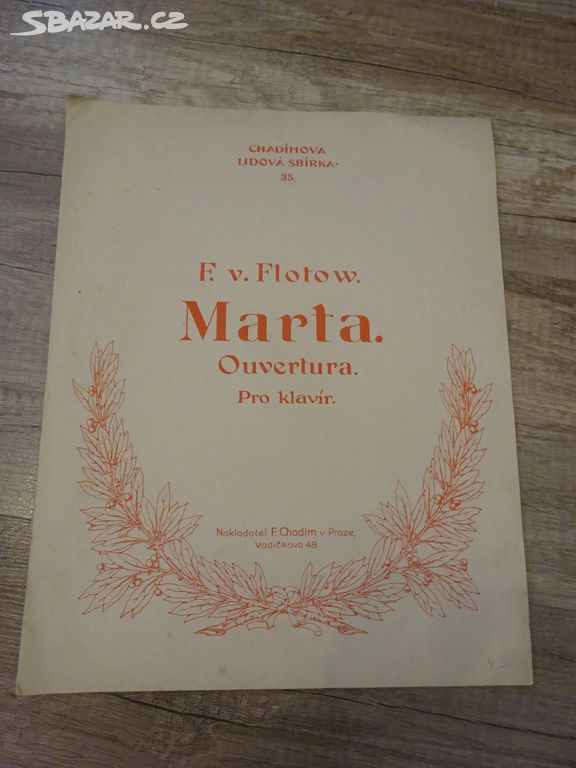 SBAZAR.CZ
CHADÍMOVA
LIDOVÁ SBÍRKA·
35.
F. v. Flotow.
Marta.
Ouvertura.
Pro klavír.
Nakladatel F. Chadím v Praze,
Vodičkova 48